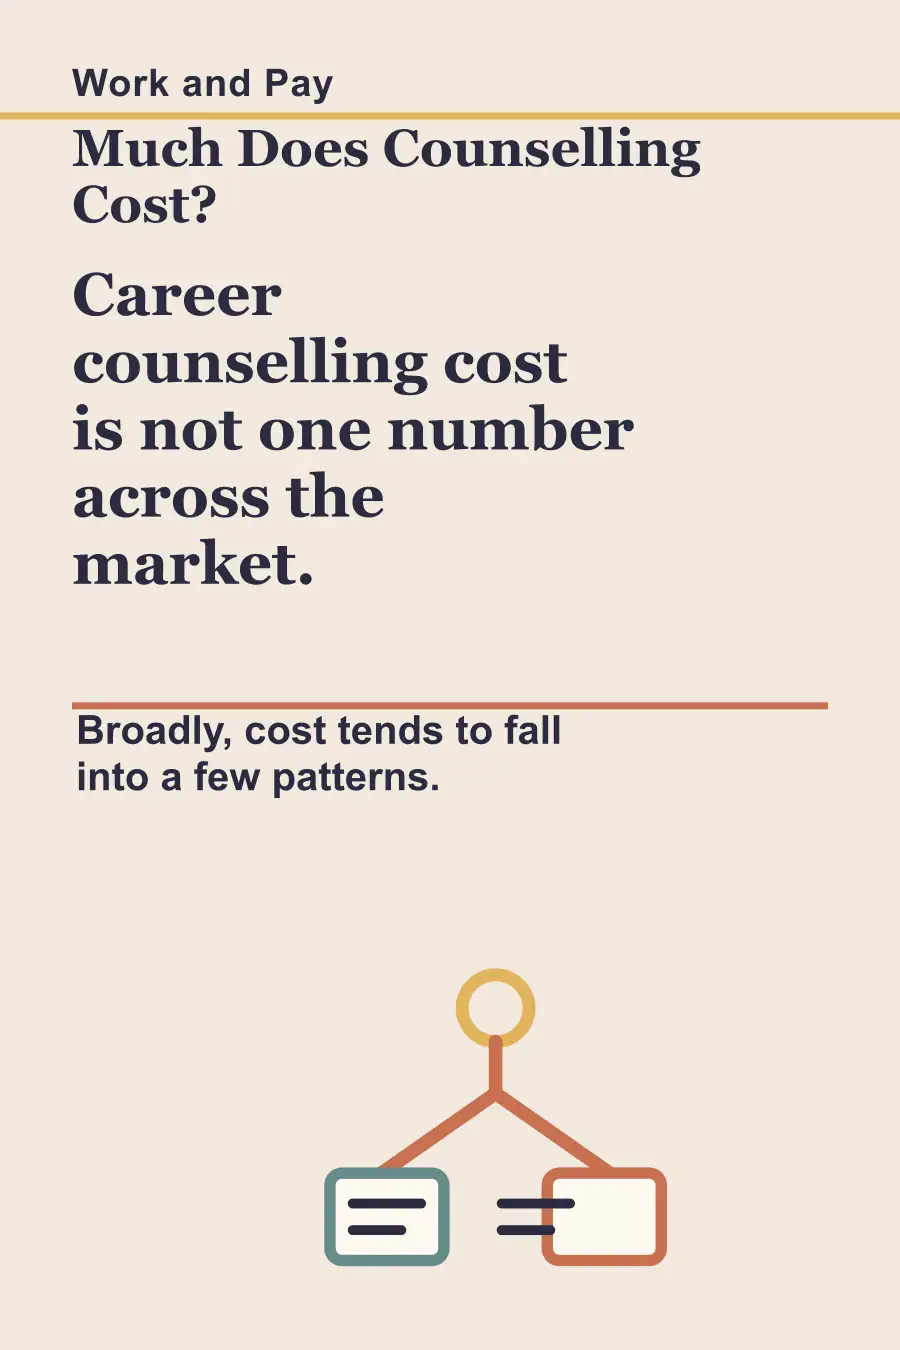 Work and Pay
Much Does Counselling
Cost?
Career
counselling cost
is not one number
across the
market.
Broadly, cost tends to fall
into a few patterns.